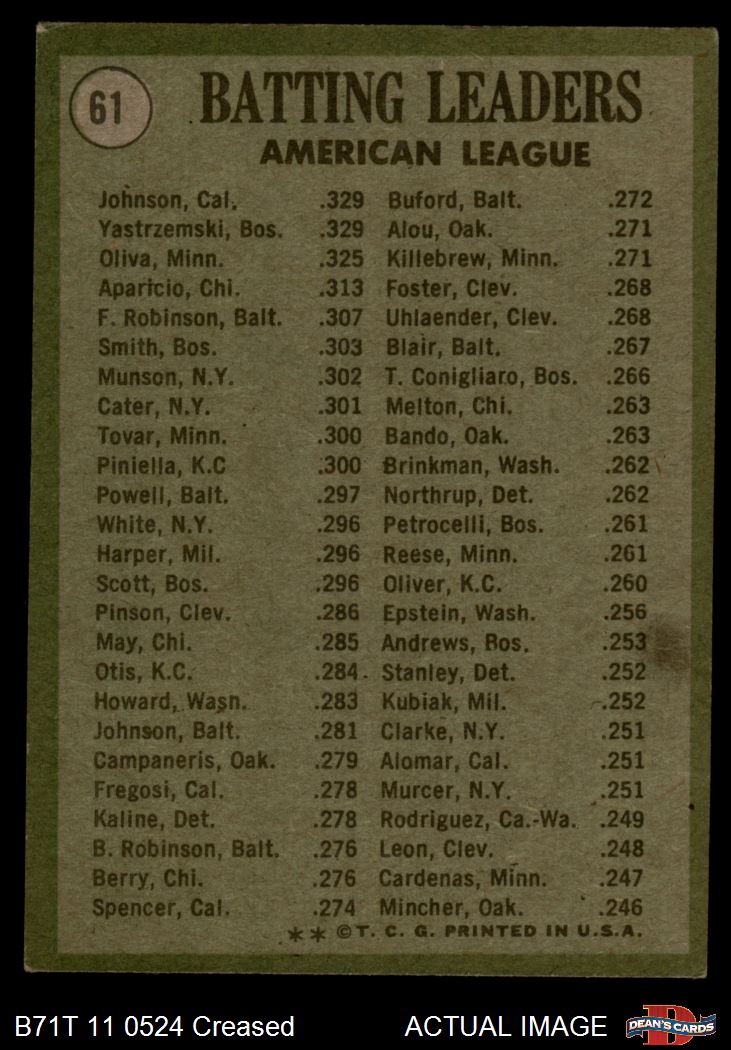 61 BATTING LEADERS
AMERICAN LEAGUE
Johnson, Cal. .329 Buford, Balt. .272
Yastrzemski, Bos. .329 Alou, Oak. .271
Oliva, Minn. .325 Killebrew, Minn. .271
Aparicio, Chi. .313 Foster, Clev. .268
F. Robinson, Balt. .307 Uhlaender, Clev. .268
Smith, Bos. .303 Blair, Balt. .267
Munson, N.Y. .302 T. Conigliaro, Bos. .266
Cater, N.Y. .301 Melton, Chi. .263
Tovar, Minn. .300 Bando, Oak. .263
Piniella, K.C .300 Brinkman, Wash. .262
Powell, Balt. .297 Northrup, Det. .262
White, N.Y. .296 Petrocelli, Bos. .261
Harper, Mil. .296 Reese, Minn. .261
Scott, Bos. .296 Oliver, K.C. .260
Pinson, Clev. .286 Epstein, Wash. .256
May, Chi. .285 Andrews, Bos. .253
Otis, K.C. .284 Stanley, Det. .252
Howard, Wasn. .283 Kubiak, Mil. .252
Johnson, Balt. .281 Clarke, N.Y. .251
Campaneris, Oak. .279 Alomar, Cal. .251
Fregosi, Cal. .278 Murcer, N.Y. .251
Kaline, Det. .278 Rodriguez, Ca.-Wa. .249
B. Robinson, Balt. .276 Leon, Clev. .248
Berry, Chi. .276 Cardenas, Minn. .247
Spencer, Cal. .274 Mincher, Oak. .246
** ©T. C. G. PRINTED IN U.S.A.
B71T 11 0524 Creased ACTUAL IMAGE DEAN'S CARDS